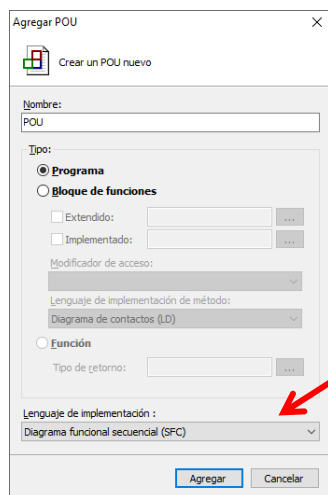 Agregar POU
Crear un POU nuevo
Nombre:
POU
Tipo:
Programa
Bloque de funciones
Extendido:
...
Implementado:
...
Modificador de acceso:
Lenguaje de implementación de método:
Diagrama de contactos (LD)
Función
Tipo de retorno:
...
Lenguaje de implementación :
Diagrama funcional secuencial (SFC)
Agregar Cancelar